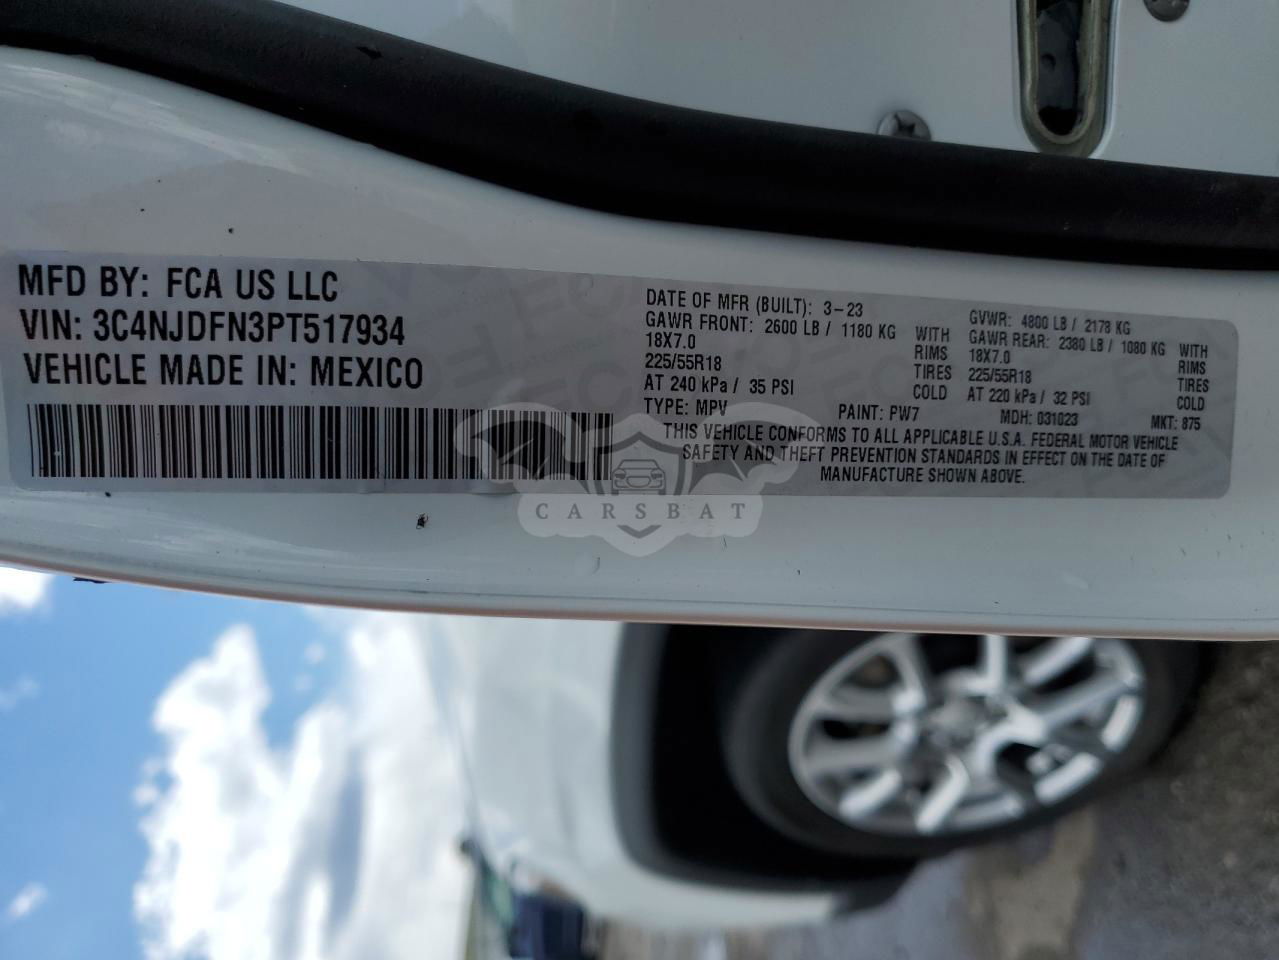 MFD BY: FCA US LLC
VIN: 3C4NJDFN3PT517934
VEHICLE MADE IN: MEXICO
DATE OF MFR (BUILT): 3-23
GAWR FRONT: 2600 LB / 1180 KG WITH
18X7.0 RIMS
225/55R18 TIRES
AT 240 kPa / 35 PSI COLD
GVWR: 4800 LB / 2178 KG
GAWR REAR: 2380 LB / 1080 KG WITH
18X7.0 RIMS
225/55R18 TIRES
AT 220 kPa / 32 PSI COLD
TYPE: MPV PAINT: PW7 MDH: 031023 MKT: 875
THIS VEHICLE CONFORMS TO ALL APPLICABLE U.S.A. FEDERAL MOTOR VEHICLE
SAFETY AND THEFT PREVENTION STANDARDS IN EFFECT ON THE DATE OF
MANUFACTURE SHOWN ABOVE.
CARSBAT